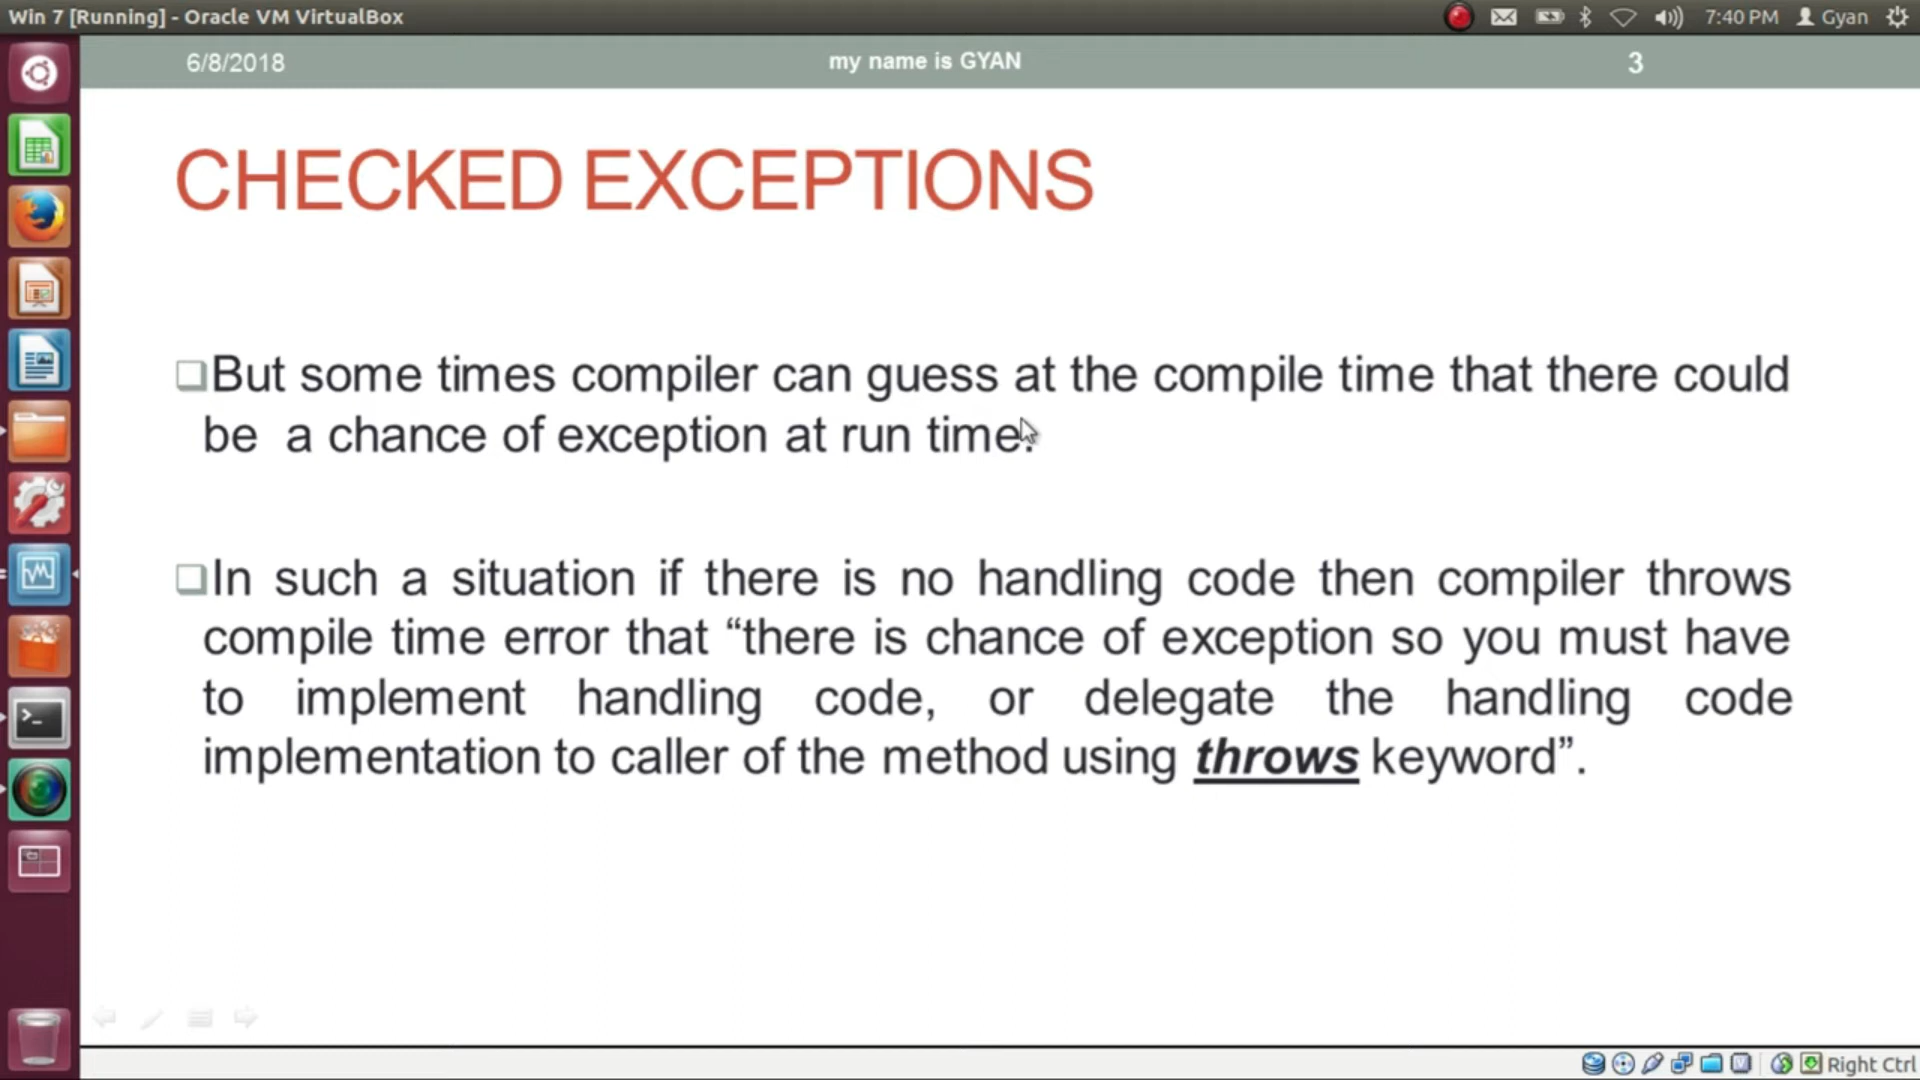 Win 7 [Running] - Oracle VM VirtualBox
7:40 PM Gyan
6/8/2018
my name is GYAN
3
CHECKED EXCEPTIONS
But some times compiler can guess at the compile time that there could
be a chance of exception at run time.
In such a situation if there is no handling code then compiler throws
compile time error that “there is chance of exception so you must have
to implement handling code, or delegate the handling code
implementation to caller of the method using throws keyword”.
Right Ctrl